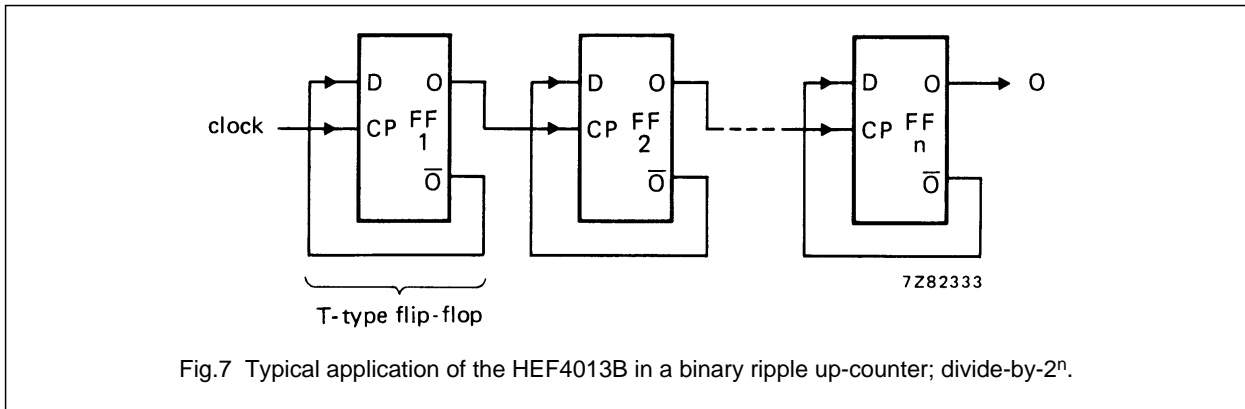 D O D O D O O
clock CP FF CP FF CP FF
1 2 n
O̅ O̅ O̅
7Z82333
T-type flip-flop
Fig.7 Typical application of the HEF4013B in a binary ripple up-counter; divide-by-2ⁿ.